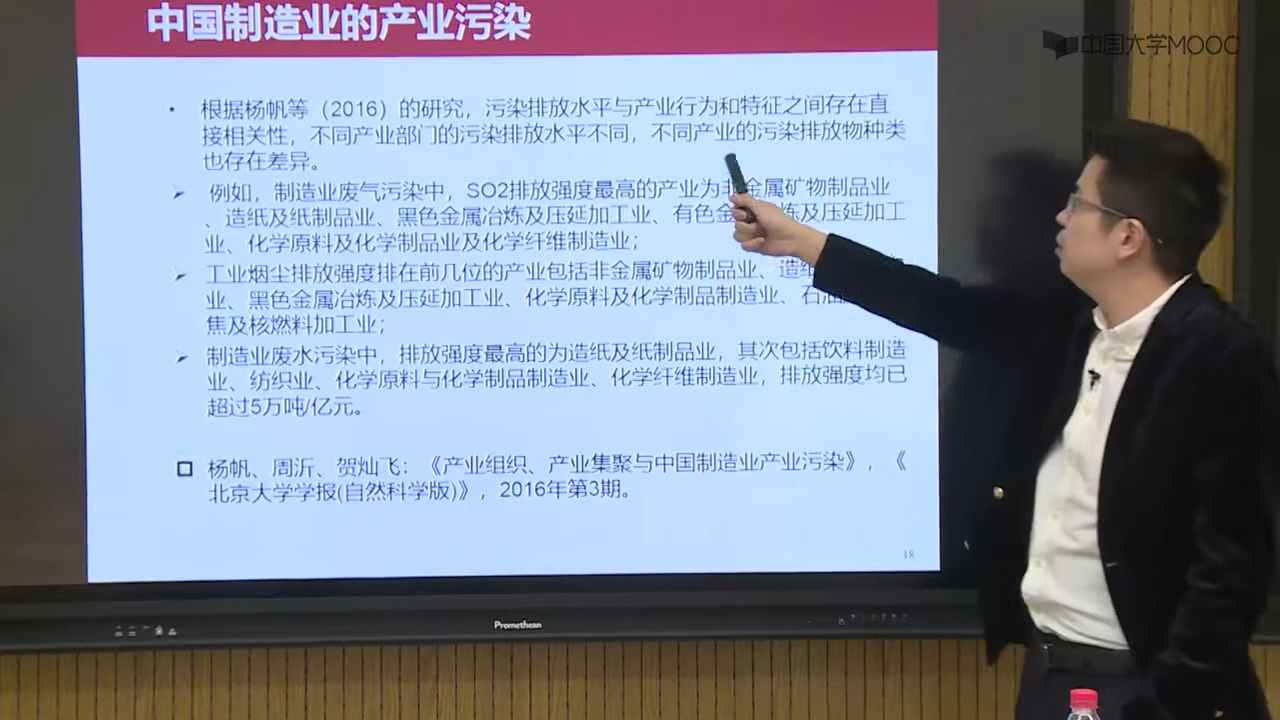 中国制造业的产业污染
中国大学MOOC
• 根据杨帆等（2016）的研究，污染排放水平与产业行为和特征之间存在直
接相关性，不同产业部门的污染排放水平不同，不同产业的污染排放物种类
也存在差异。
➢ 例如，制造业废气污染中，SO2排放强度最高的产业为非金属矿物制品业
、造纸及纸制品业、黑色金属冶炼及压延加工业、有色金 炼及压延加工
业、化学原料及化学制品业及化学纤维制造业；
➢ 工业烟尘排放强度排在前几位的产业包括非金属矿物制品业、造
业、黑色金属冶炼及压延加工业、化学原料及化学制品制造业、石油
焦及核燃料加工业；
➢ 制造业废水污染中，排放强度最高的为造纸及纸制品业，其次包括饮料制造
业、纺织业、化学原料与化学制品制造业、化学纤维制造业，排放强度均已
超过5万吨/亿元。
杨帆、周沂、贺灿飞：《产业组织、产业集聚与中国制造业产业污染》，《
北京大学学报(自然科学版)》，2016年第3期。
18
Promethean